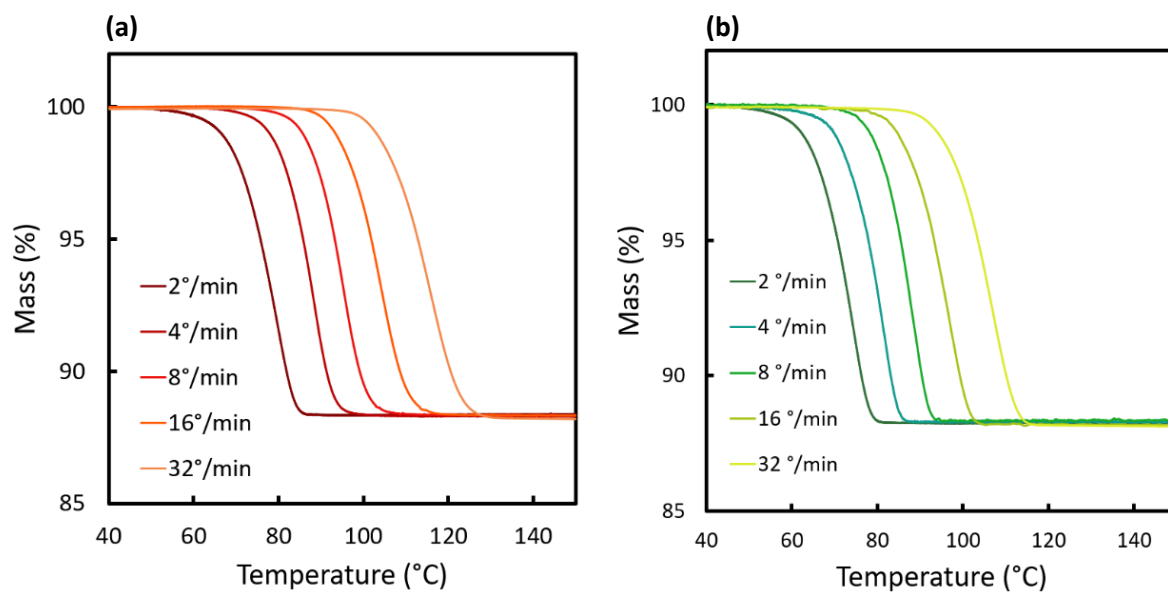 (a)
100
95
90
85
Mass (%)
2°/min
4°/min
8°/min
16°/min
32°/min
40 60 80 100 120 140
Temperature (°C)
(b)
100
95
90
85
Mass (%)
2 °/min
4 °/min
8 °/min
16 °/min
32 °/min
40 60 80 100 120 140
Temperature (°C)